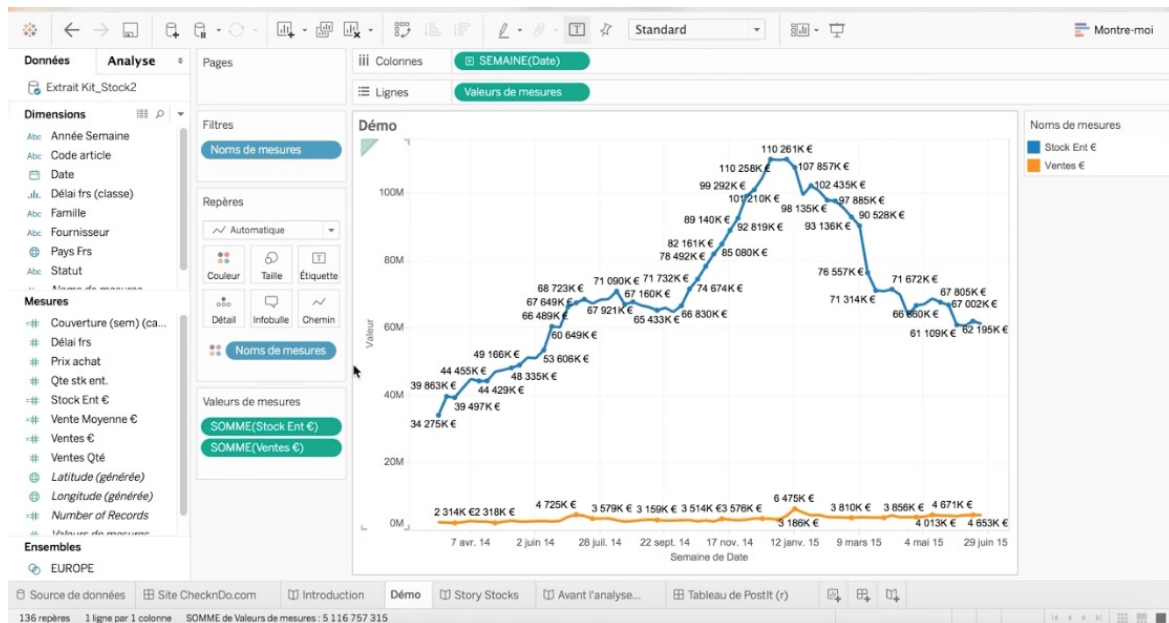 Standard
Montre-moi
Données Analyse
Extrait Kit_Stock2
Dimensions
Abc Année Semaine
Abc Code article
Date
Délai frs (classe)
Abc Famille
Abc Fournisseur
Pays Frs
Abc Statut
Mesures
Couverture (sem) (ca...
Délai frs
Prix achat
Qte stk ent.
Stock Ent €
Vente Moyenne €
Ventes €
Ventes Qté
Latitude (générée)
Longitude (générée)
Number of Records
Valeurs de mesures
Ensembles
EUROPE
Pages
Filtres
Noms de mesures
Repères
Automatique
Couleur Taille Étiquette
Détail Infobulle Chemin
Noms de mesures
Valeurs de mesures
SOMME(Stock Ent €)
SOMME(Ventes €)
Colonnes SEMAINE(Date)
Lignes Valeurs de mesures
Démo
Valeur
100M
80M
60M
40M
20M
0M
110 261K €
110 258K €
107 857K €
99 292K €
102 435K €
101 210K €
97 885K €
98 135K €
89 140K €
92 819K €
93 136K €
90 528K €
82 161K €
78 492K €
85 080K €
76 557K €
71 090K €
71 732K €
71 672K €
68 723K €
74 674K €
67 649K €
67 160K €
71 314K €
67 805K €
66 489K €
67 921K €
65 433K €
66 830K €
66 860K €
67 002K €
60 649K €
61 109K €
62 195K €
49 166K €
53 606K €
44 455K €
48 335K €
39 863K €
44 429K €
39 497K €
34 275K €
2 314K €
2 318K €
4 725K €
3 579K €
3 159K €
3 514K €
3 576K €
6 475K €
3 186K €
3 810K €
3 856K €
4 013K €
4 671K €
4 653K €
7 avr. 14 2 juin 14 28 juil. 14 22 sept. 14 17 nov. 14 12 janv. 15 9 mars 15 4 mai 15 29 juin 15
Semaine de Date
Noms de mesures
Stock Ent €
Ventes €
Source de données Site ChecknDo.com Introduction Démo Story Stocks Avant l'analyse... Tableau de PostIt (r)
136 repères 1 ligne par 1 colonne SOMME de Valeurs de mesures : 5 116 757 315